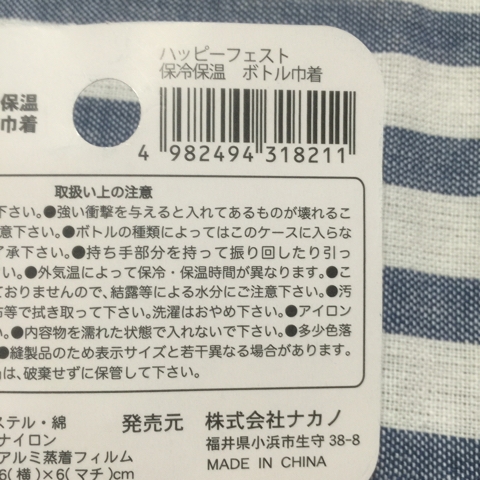 ハッピーフェスト
保冷保温　ボトル巾着
保温
巾着
4 982494 318211
取扱い上の注意
下さい。●強い衝撃を与えると入れてあるものが壊れるこ
意下さい。●ボトルの種類によってはこのケースに入らな
了承下さい。●持ち手部分を持って振り回したり引っ
さい。●外気温によって保冷・保温時間が異なります。●こ
ておりませんので、結露等による水分にご注意下さい。●汚
布等で拭き取って下さい。洗濯はおやめ下さい。●アイロン
●内容物を濡れた状態で入れないで下さい。●多少色落
●縫製品のため表示サイズと若干異なる場合があります。
は、破棄せずに保管して下さい。
ステル・綿
ナイロン
アルミ蒸着フィルム
6(横)×6(マチ)cm
発売元　株式会社ナカノ
福井県小浜市生守 38-8
MADE IN CHINA